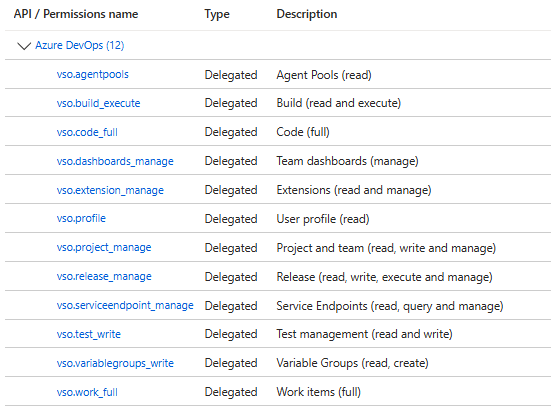 API / Permissions name Type Description
Azure DevOps (12)
vso.agentpools Delegated Agent Pools (read)
vso.build_execute Delegated Build (read and execute)
vso.code_full Delegated Code (full)
vso.dashboards_manage Delegated Team dashboards (manage)
vso.extension_manage Delegated Extensions (read and manage)
vso.profile Delegated User profile (read)
vso.project_manage Delegated Project and team (read, write and manage)
vso.release_manage Delegated Release (read, write, execute and manage)
vso.serviceendpoint_manage Delegated Service Endpoints (read, query and manage)
vso.test_write Delegated Test management (read and write)
vso.variablegroups_write Delegated Variable Groups (read, create)
vso.work_full Delegated Work items (full)